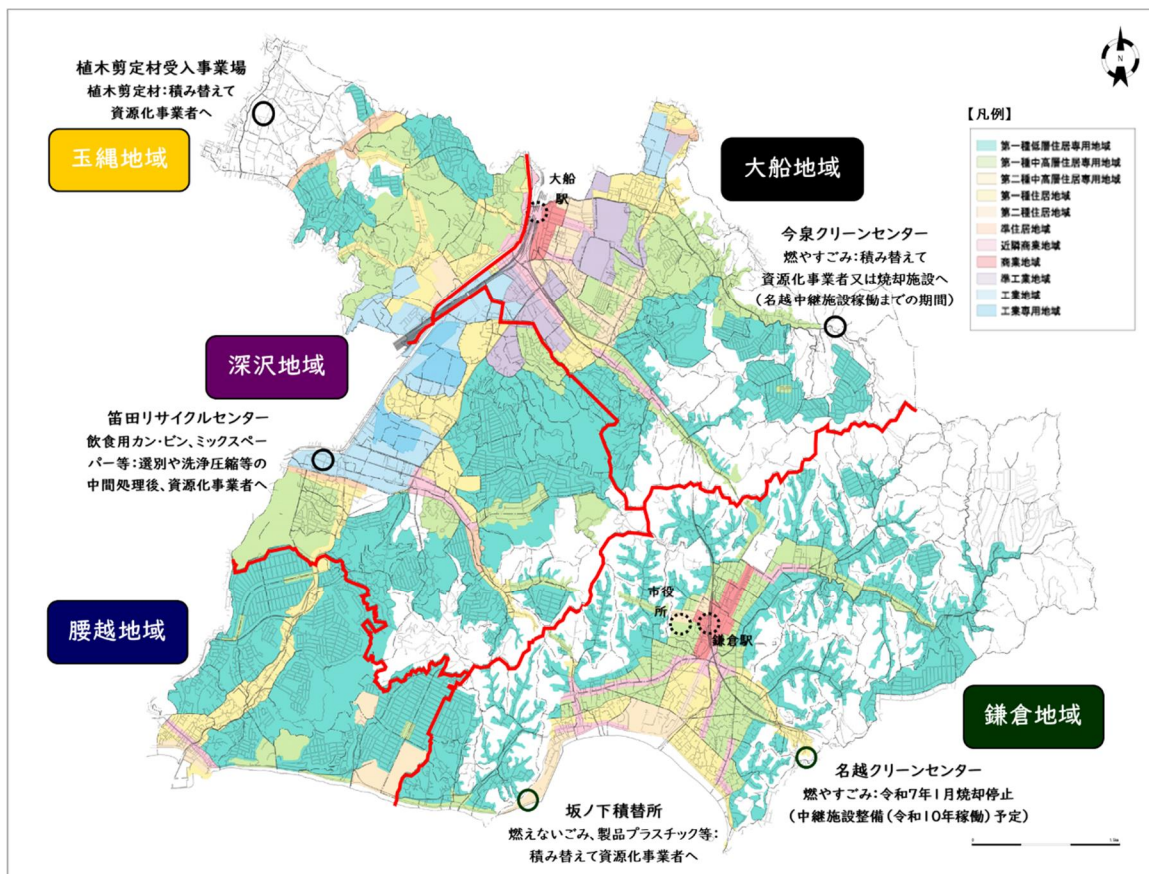 植木剪定材受入事業場
植木剪定材:積み替えて
資源化事業者へ
玉縄地域
N
【凡例】
第一種低層住居専用地域
第一種中高層住居専用地域
第二種中高層住居専用地域
第一種住居地域
第二種住居地域
準住居地域
近隣商業地域
商業地域
準工業地域
工業地域
工業専用地域
大船地域
大船
駅
今泉クリーンセンター
燃やすごみ:積み替えて
資源化事業者又は焼却施設へ
(名越中継施設稼働までの期間)
深沢地域
笛田リサイクルセンター
飲食用カン・ビン、ミックスペー
パー等:選別や洗浄圧縮等の
中間処理後、資源化事業者へ
腰越地域
市役
所
鎌倉駅
鎌倉地域
名越クリーンセンター
燃やすごみ:令和7年1月焼却停止
(中継施設整備(令和10年稼働)予定)
坂ノ下積替所
燃えないごみ、製品プラスチック等:
積み替えて資源化事業者へ